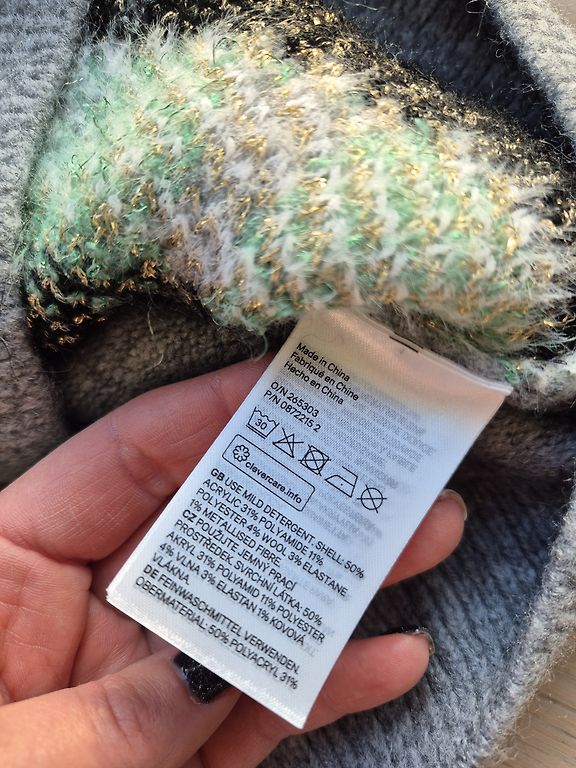 Made in China
Fabriqué en Chine
Hecho en China
O/N 265303
P/N 0872215 2
30
clevercare.info
GB USE MILD DETERGENT. SHELL: 50%
ACRYLIC 31% POLYAMIDE 11%
POLYESTER 4% WOOL 3% ELASTANE
1% METALLISED FIBRE.
CZ POUŽIJTE JEMNÝ PRACÍ
PROSTŘEDEK. SVRCHNÍ LÁTKA: 50%
AKRYL 31% POLYAMID 11% POLYESTER
4% VLNA 3% ELASTAN 1% KOVOVÁ
VLÁKNA.
DE FEINWASCHMITTEL VERWENDEN.
OBERMATERIAL: 50% POLYACRYL 31%